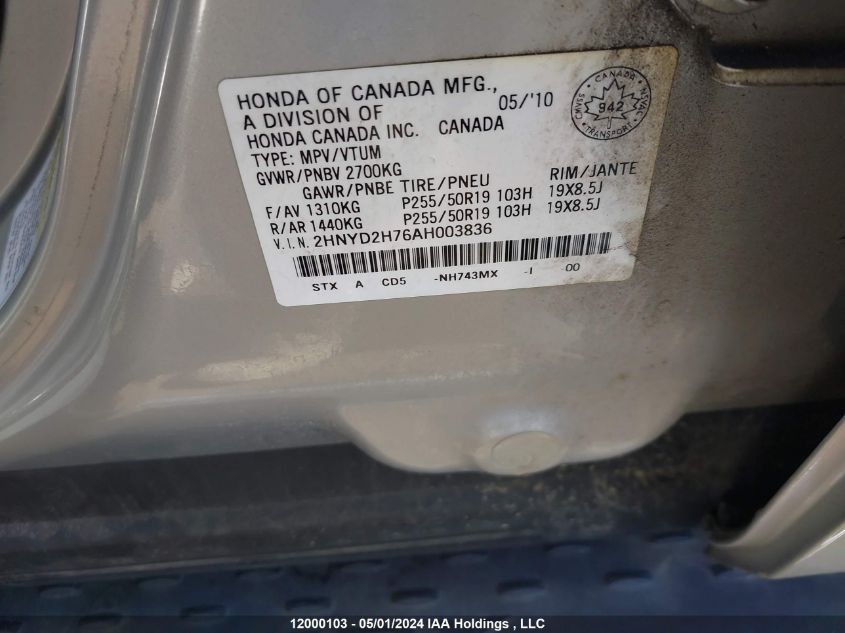 HONDA OF CANADA MFG.,
A DIVISION OF 05/'10
HONDA CANADA INC. CANADA
TYPE: MPV/VTUM
GVWR/PNBV 2700KG
GAWR/PNBE TIRE/PNEU RIM/JANTE
F/AV 1310KG P255/50R19 103H 19X8.5J
R/AR 1440KG P255/50R19 103H 19X8.5J
V.I.N. 2HNYD2H76AH003836
STX A CD5 -NH743MX -I 00
CANADA
CMVSS
NSVAC
942
TRANSPORT
12000103 - 05/01/2024 IAA Holdings , LLC